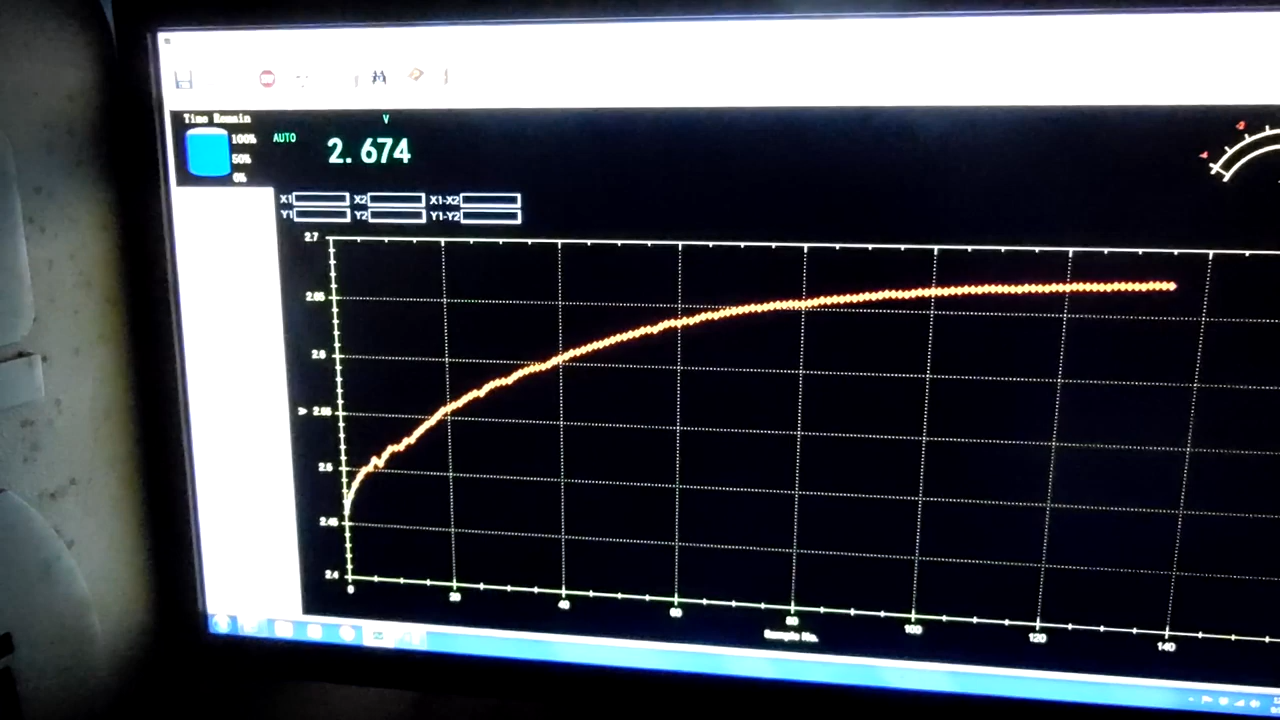 Time Remain
V
100%
AUTO
2.674
50%
0%
X1 X2 X1-X2
Y1 Y2 Y1-Y2
2.7
2.65
2.6
V
2.55
2.5
2.45
2.4
0 20 40 60 80 100 120 140
Sample No.
-2
-4